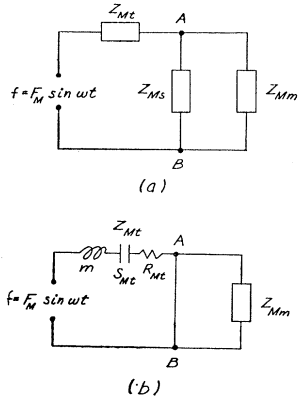 Z_Mt
A
f=F_M sin ωt
Z_Ms
Z_Mm
B
(a)
Z_Mt
A
m
S_Mt
R_Mt
f=F_M sin ωt
Z_Mm
B
(b)